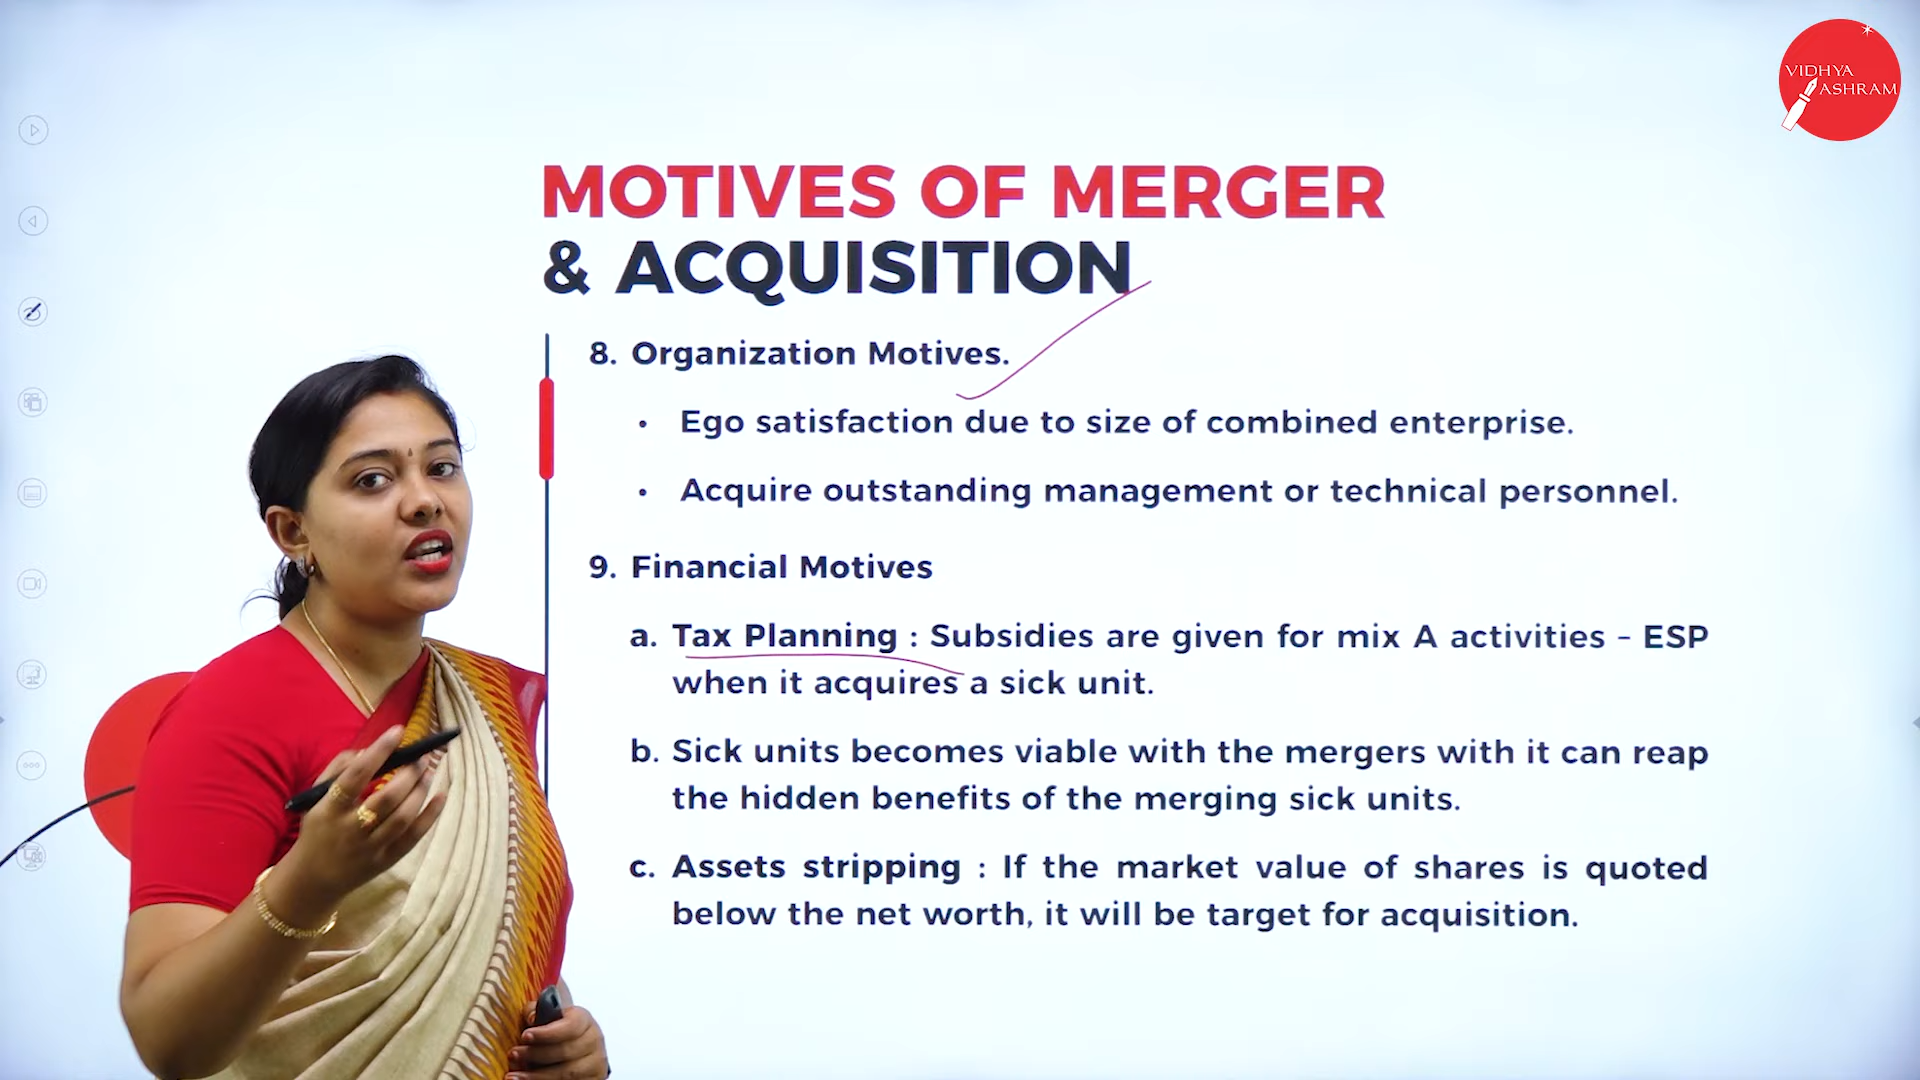 VIDHYA
ASHRAM
MOTIVES OF MERGER
& ACQUISITION
8. Organization Motives.
• Ego satisfaction due to size of combined enterprise.
• Acquire outstanding management or technical personnel.
9. Financial Motives
a. Tax Planning : Subsidies are given for mix A activities – ESP
when it acquires a sick unit.
b. Sick units becomes viable with the mergers with it can reap
the hidden benefits of the merging sick units.
c. Assets stripping : If the market value of shares is quoted
below the net worth, it will be target for acquisition.